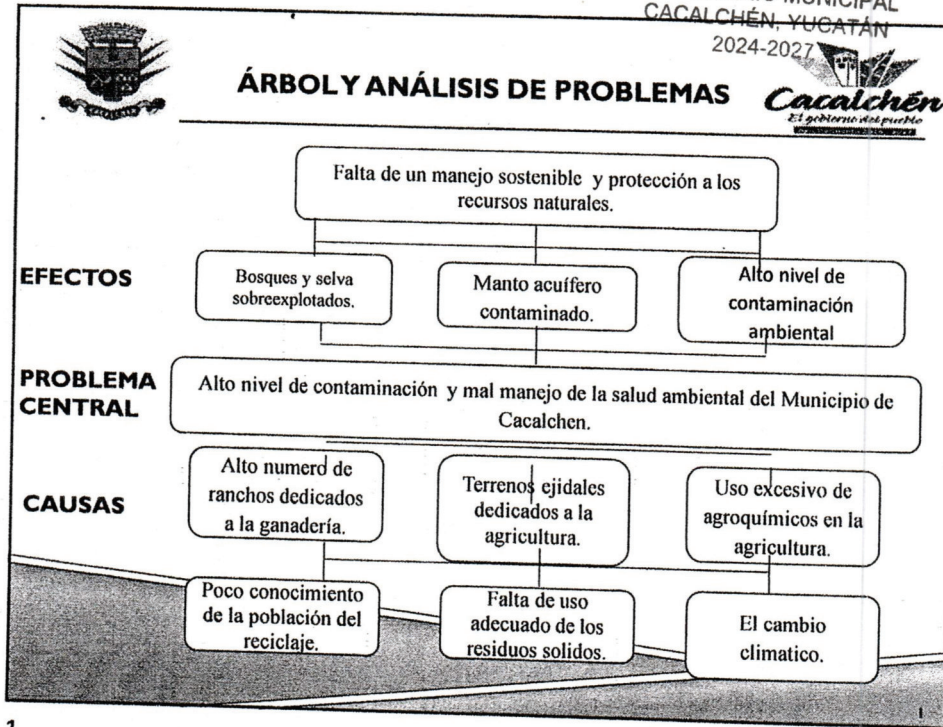 MUNICIPAL
CACALCHÉN, YUCATÁN
2024-2027
ÁRBOL Y ANÁLISIS DE PROBLEMAS
Cacalchén
El gobierno del pueblo
Falta de un manejo sostenible y protección a los
recursos naturales.
EFECTOS
Bosques y selva
sobreexplotados.
Manto acuífero
contaminado.
Alto nivel de
contaminación
ambiental
PROBLEMA
CENTRAL
Alto nivel de contaminación y mal manejo de la salud ambiental del Municipio de
Cacalchen.
CAUSAS
Alto numero de
ranchos dedicados
a la ganadería.
Terrenos ejidales
dedicados a la
agricultura.
Uso excesivo de
agroquímicos en la
agricultura.
Poco conocimiento
de la población del
reciclaje.
Falta de uso
adecuado de los
residuos solidos.
El cambio
climatico.
1
1